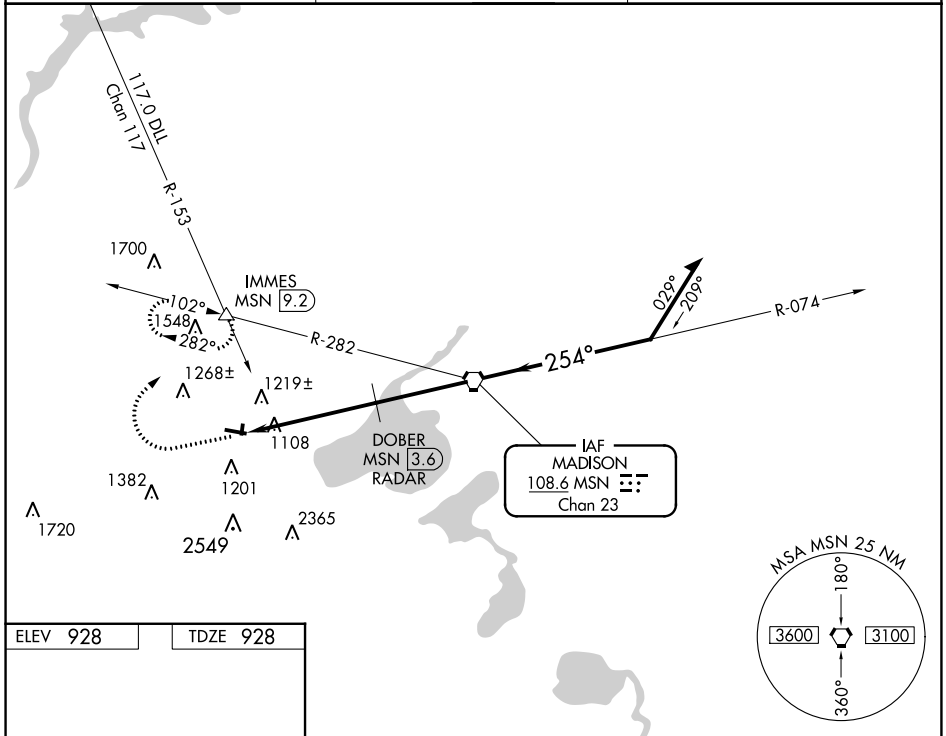 117.0 DLL
Chan 117
R-153
1700
IMMES
MSN 9.2
102°
1548
282°
R-282
029°
209°
R-074
254°
1268±
1219±
1108
DOBER
MSN 3.6
RADAR
IAF
MADISON
108.6 MSN
Chan 23
1382
1201
1720
2549
2365
MSA MSN 25 NM
180°
3600
3100
360°
ELEV 928
TDZE 928